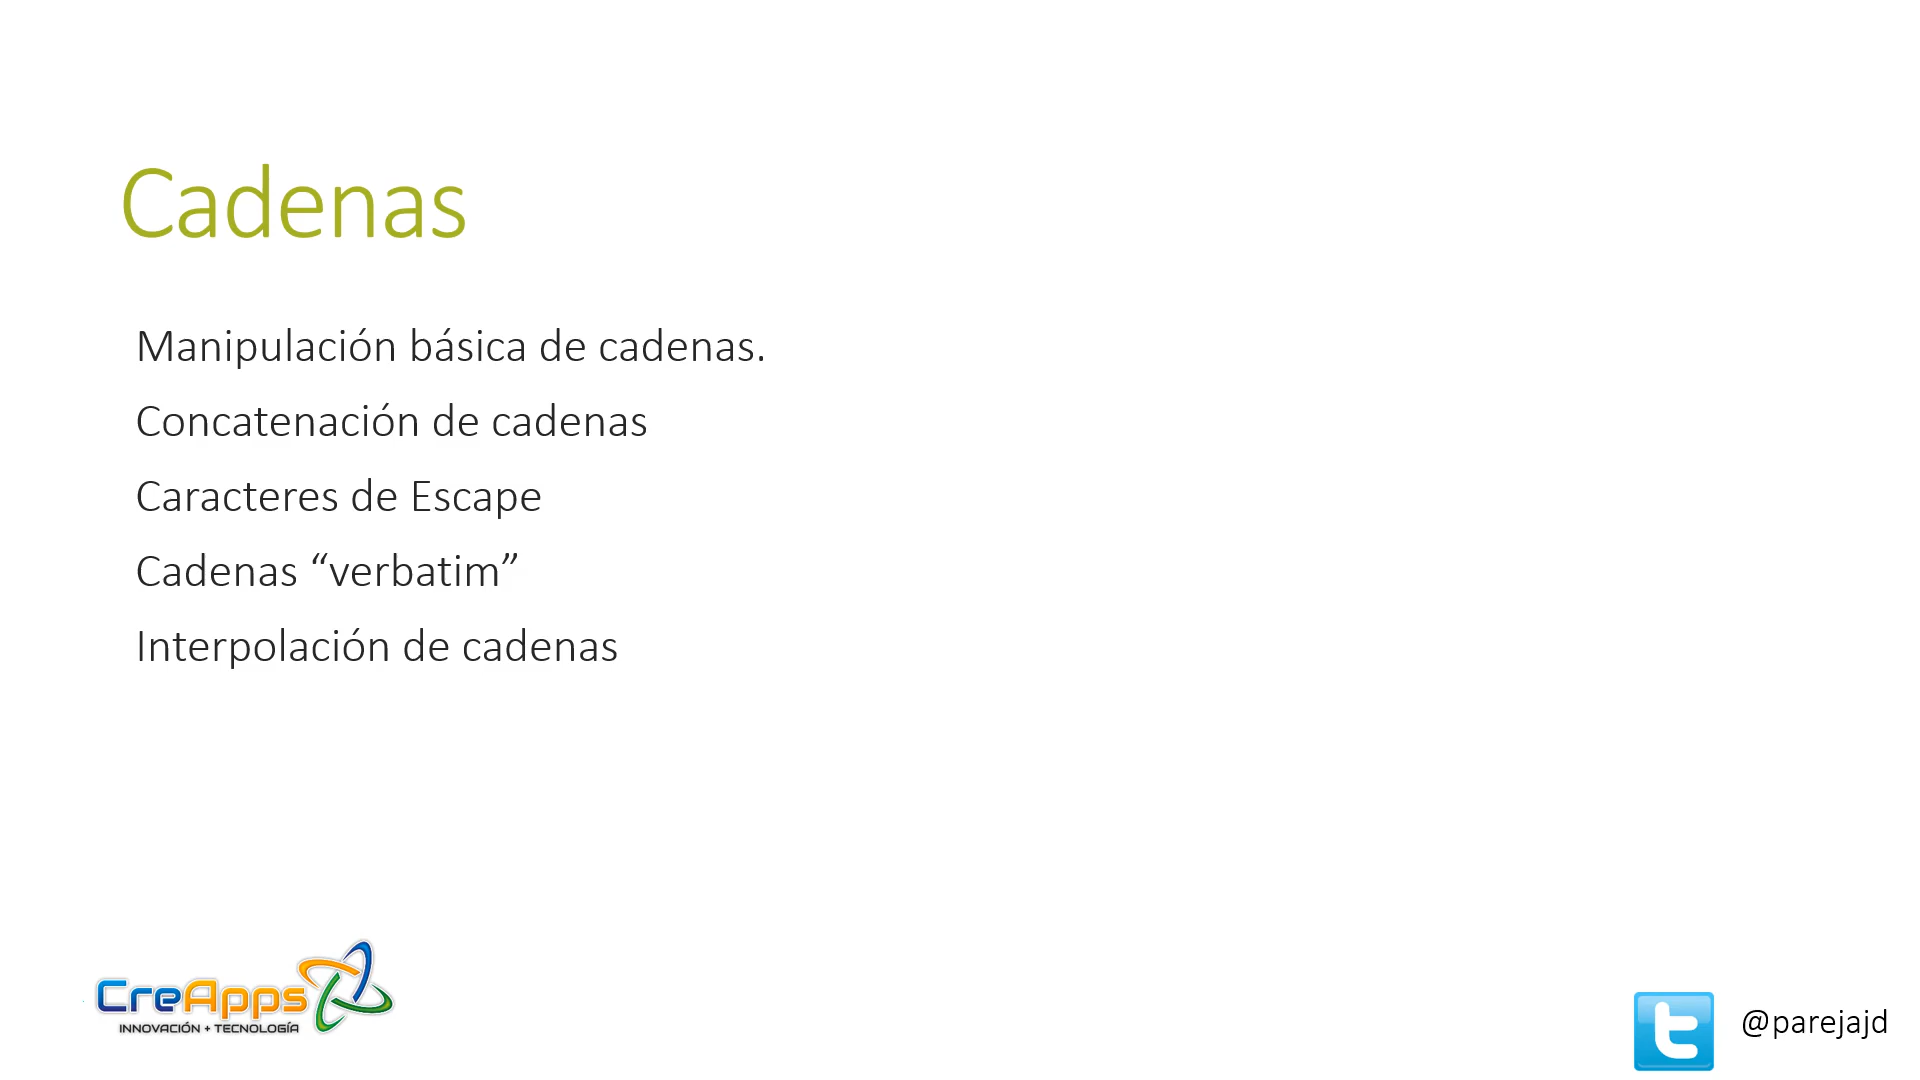 Cadenas
Manipulación básica de cadenas.
Concatenación de cadenas
Caracteres de Escape
Cadenas “verbatim”
Interpolación de cadenas
CreApps
INNOVACIÓN + TECNOLOGÍA
@parejajd